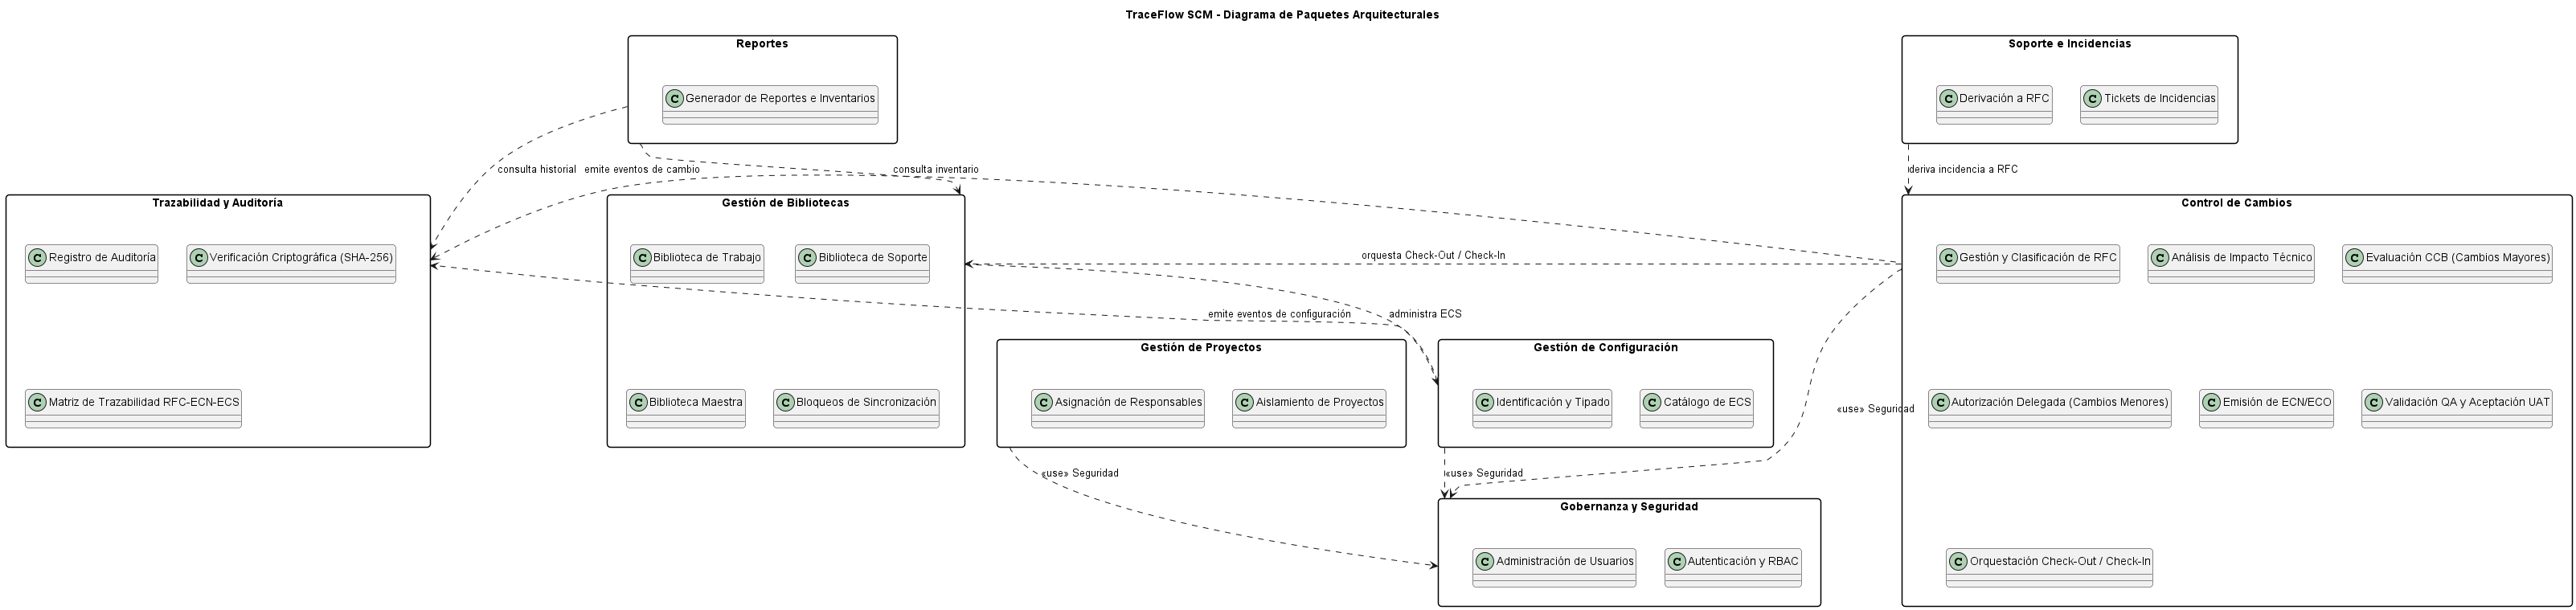 TraceFlow SCM - Diagrama de Paquetes Arquitecturales
Reportes
Generador de Reportes e Inventarios
Soporte e Incidencias
Derivación a RFC
Tickets de Incidencias
consulta historial
emite eventos de cambio
consulta inventario
deriva incidencia a RFC
Trazabilidad y Auditoría
Registro de Auditoría
Verificación Criptográfica (SHA-256)
Matriz de Trazabilidad RFC-ECN-ECS
Gestión de Bibliotecas
Biblioteca de Trabajo
Biblioteca de Soporte
Biblioteca Maestra
Bloqueos de Sincronización
orquesta Check-Out / Check-In
emite eventos de configuración
administra ECS
Control de Cambios
Gestión y Clasificación de RFC
Análisis de Impacto Técnico
Evaluación CCB (Cambios Mayores)
Autorización Delegada (Cambios Menores)
Emisión de ECN/ECO
Validación QA y Aceptación UAT
Orquestación Check-Out / Check-In
Gestión de Proyectos
Asignación de Responsables
Aislamiento de Proyectos
Gestión de Configuración
Identificación y Tipado
Catálogo de ECS
«use» Seguridad
«use» Seguridad
«use» Seguridad
Gobernanza y Seguridad
Administración de Usuarios
Autenticación y RBAC